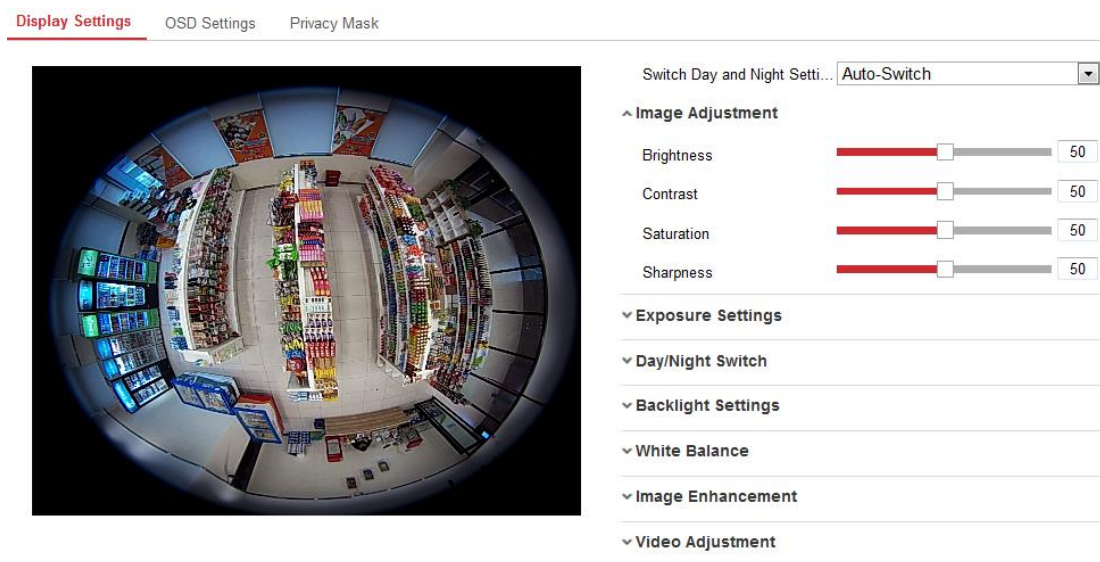 Display Settings
OSD Settings
Privacy Mask
Switch Day and Night Setti... Auto-Switch
Image Adjustment
Brightness 50
Contrast 50
Saturation 50
Sharpness 50
Exposure Settings
Day/Night Switch
Backlight Settings
White Balance
Image Enhancement
Video Adjustment